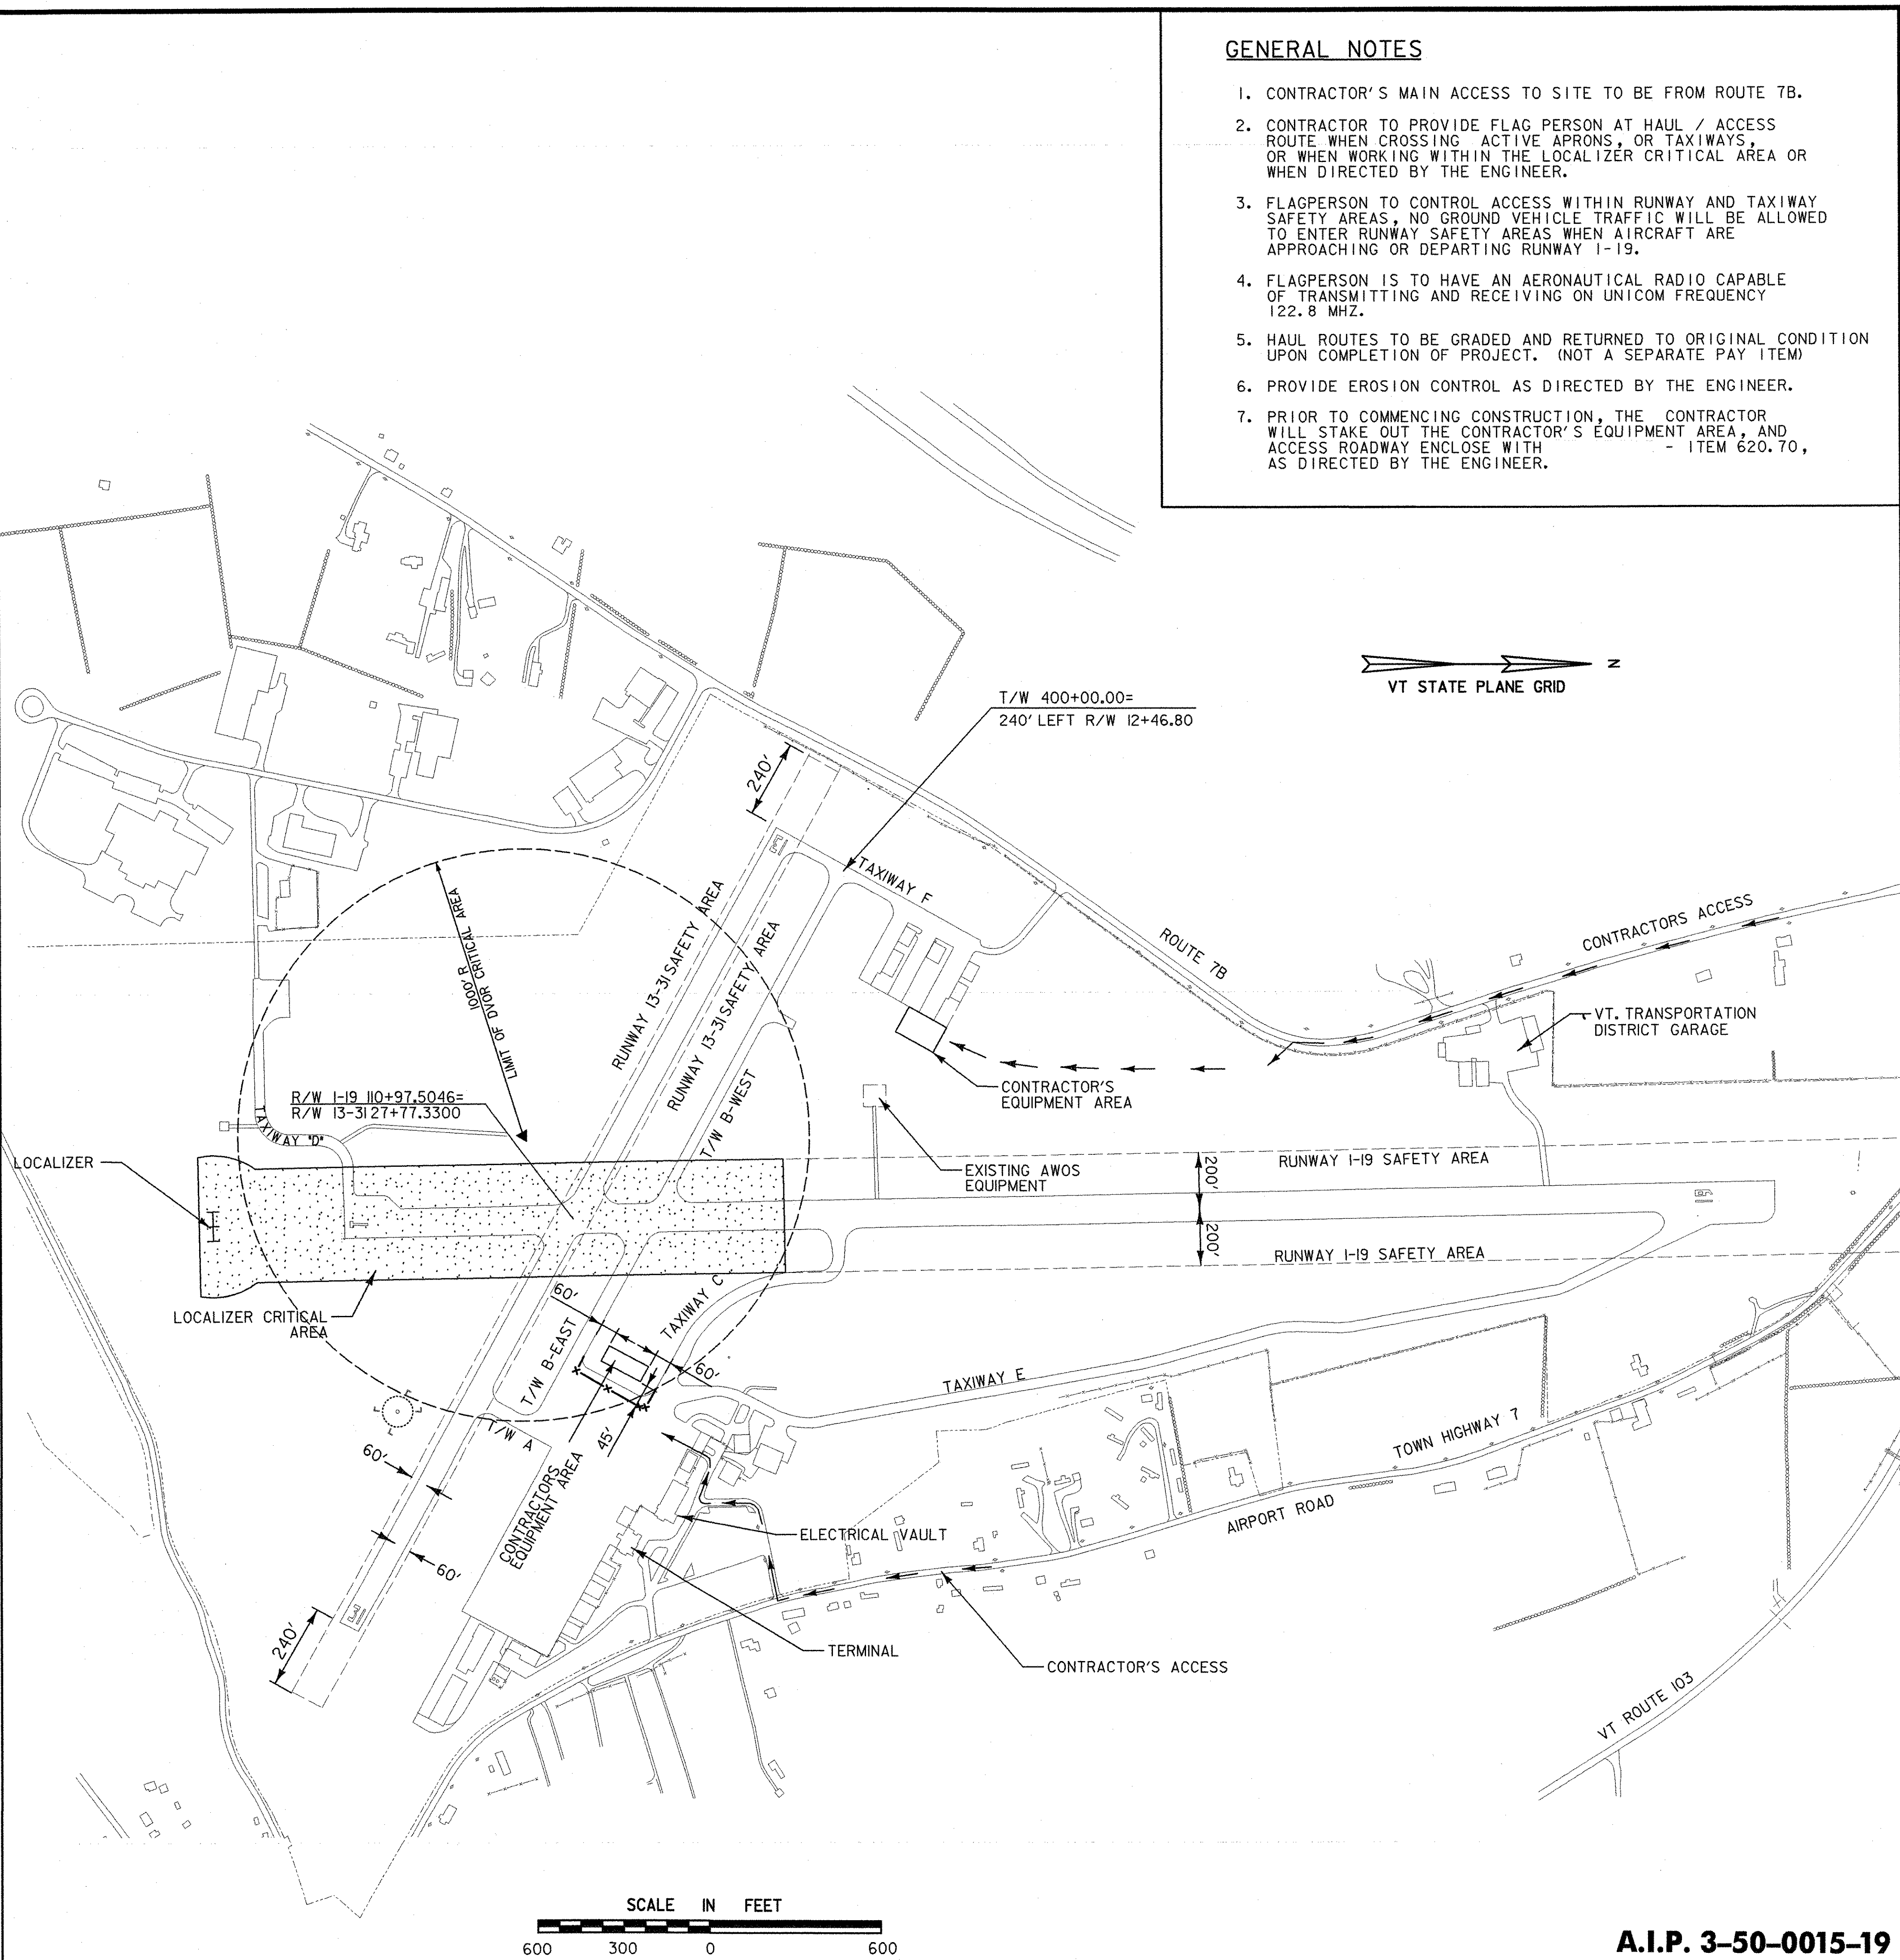 GENERAL NOTES
1. CONTRACTOR'S MAIN ACCESS TO SITE TO BE FROM ROUTE 7B.
2. CONTRACTOR TO PROVIDE FLAG PERSON AT HAUL / ACCESS
ROUTE WHEN CROSSING ACTIVE APRONS, OR TAXIWAYS,
OR WHEN WORKING WITHIN THE LOCALIZER CRITICAL AREA OR
WHEN DIRECTED BY THE ENGINEER.
3. FLAGPERSON TO CONTROL ACCESS WITHIN RUNWAY AND TAXIWAY
SAFETY AREAS, NO GROUND VEHICLE TRAFFIC WILL BE ALLOWED
TO ENTER RUNWAY SAFETY AREAS WHEN AIRCRAFT ARE
APPROACHING OR DEPARTING RUNWAY 1-19.
4. FLAGPERSON IS TO HAVE AN AERONAUTICAL RADIO CAPABLE
OF TRANSMITTING AND RECEIVING ON UNICOM FREQUENCY
122.8 MHZ.
5. HAUL ROUTES TO BE GRADED AND RETURNED TO ORIGINAL CONDITION
UPON COMPLETION OF PROJECT. (NOT A SEPARATE PAY ITEM)
6. PROVIDE EROSION CONTROL AS DIRECTED BY THE ENGINEER.
7. PRIOR TO COMMENCING CONSTRUCTION, THE CONTRACTOR
WILL STAKE OUT THE CONTRACTOR'S EQUIPMENT AREA, AND
ACCESS ROADWAY ENCLOSE WITH - ITEM 620.70,
AS DIRECTED BY THE ENGINEER.
N
VT STATE PLANE GRID
T/W 400+00.00=
240' LEFT R/W 12+46.80
240'
TAXIWAY F
RUNWAY 13-31 SAFETY AREA
RUNWAY 13-31 SAFETY AREA
1000' R
LIMIT OF DVOR CRITICAL AREA
ROUTE 7B
CONTRACTORS ACCESS
VT. TRANSPORTATION
DISTRICT GARAGE
CONTRACTOR'S
EQUIPMENT AREA
T/W B-WEST
R/W 1-19 110+97.5046=
R/W 13-31 27+77.3300
TAXIWAY "D"
LOCALIZER
EXISTING AWOS
EQUIPMENT
200'
RUNWAY 1-19 SAFETY AREA
200'
RUNWAY 1-19 SAFETY AREA
LOCALIZER CRITICAL
AREA
60'
TAXIWAY C
T/W B-EAST
60'
TAXIWAY E
T/W A
45'
60'
CONTRACTORS
EQUIPMENT AREA
TOWN HIGHWAY 7
AIRPORT ROAD
ELECTRICAL VAULT
60'
240'
TERMINAL
CONTRACTOR'S ACCESS
VT ROUTE 103
SCALE IN FEET
600 300 0 600
A.I.P. 3-50-0015-19